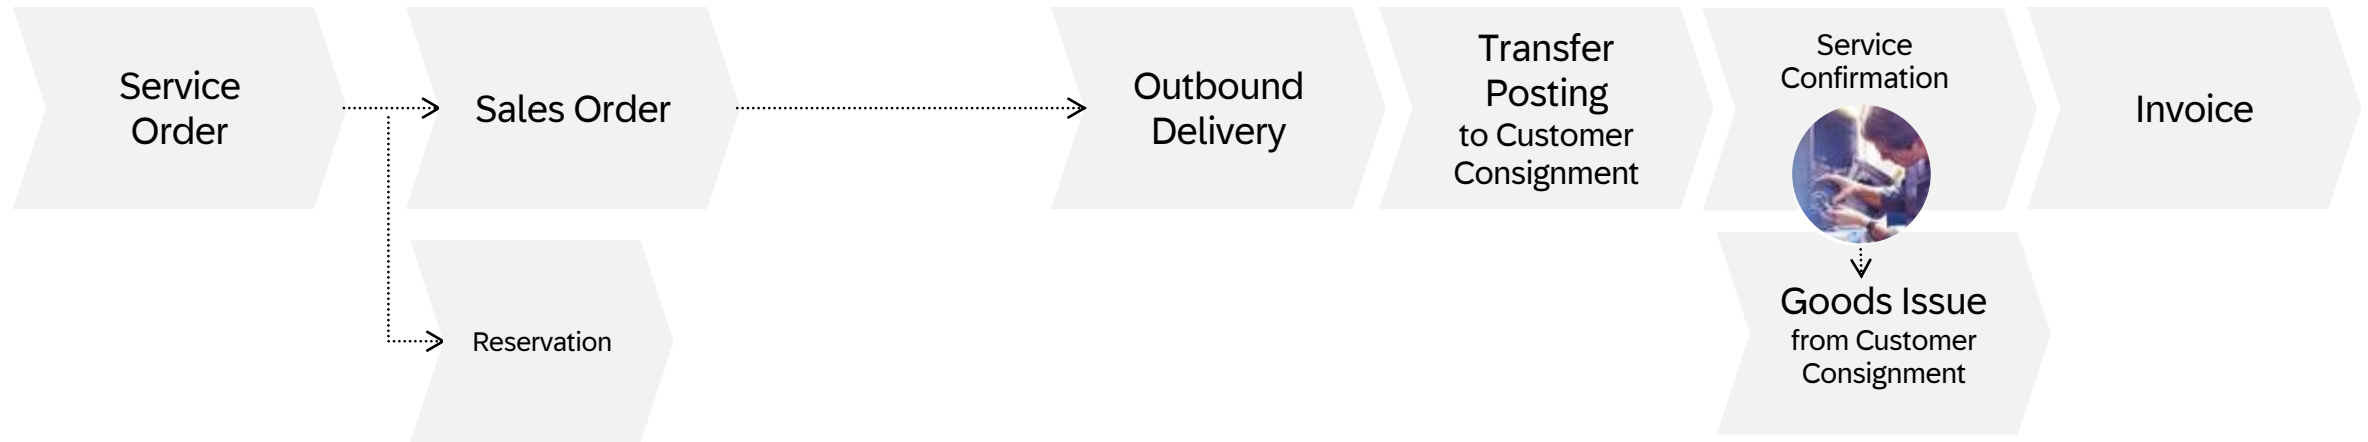 Service
Order
Sales Order
Outbound
Delivery
Transfer
Posting
to Customer
Consignment
Service
Confirmation
Invoice
Reservation
Goods Issue
from Customer
Consignment